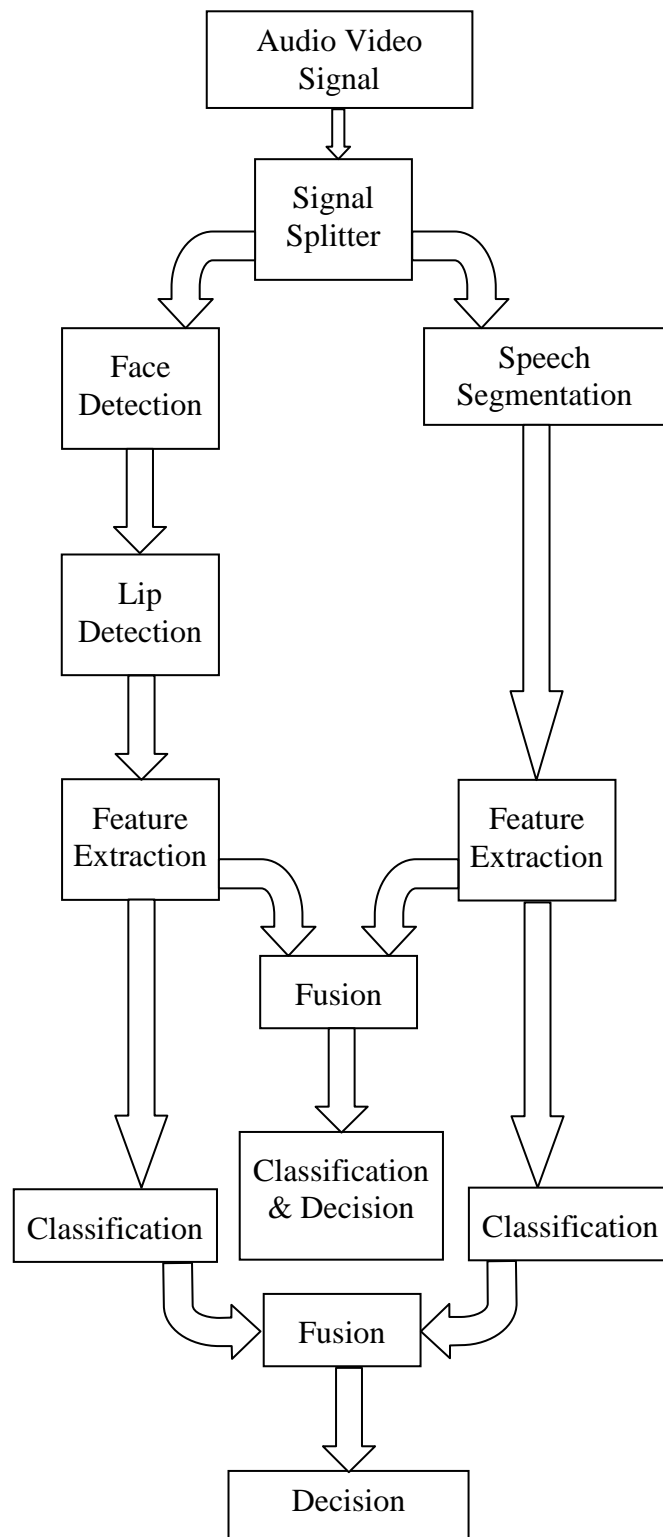 Audio Video
Signal
Signal
Splitter
Face
Detection
Speech
Segmentation
Lip
Detection
Feature
Extraction
Feature
Extraction
Fusion
Classification
& Decision
Classification
Classification
Fusion
Decision